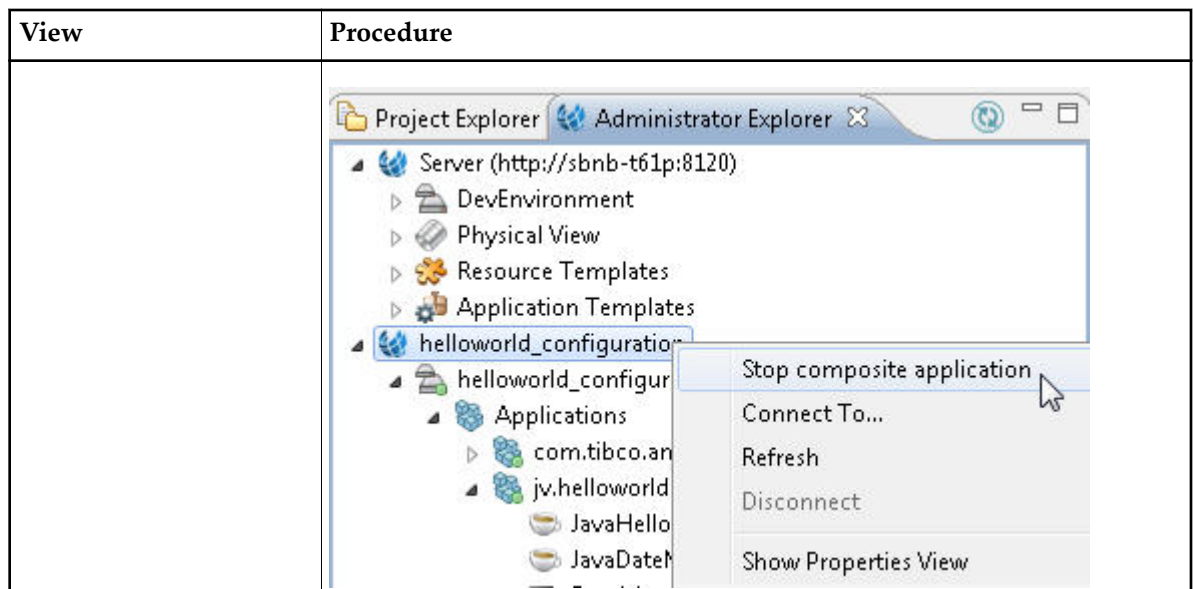 View Procedure
Project Explorer Administrator Explorer
Server (http://sbnb-t61p:8120)
DevEnvironment
Physical View
Resource Templates
Application Templates
helloworld_configuration
Stop composite application
helloworld_configur
Connect To...
Applications
com.tibco.an
Refresh
jv.helloworld
Disconnect
JavaHello
JavaDate
Show Properties View